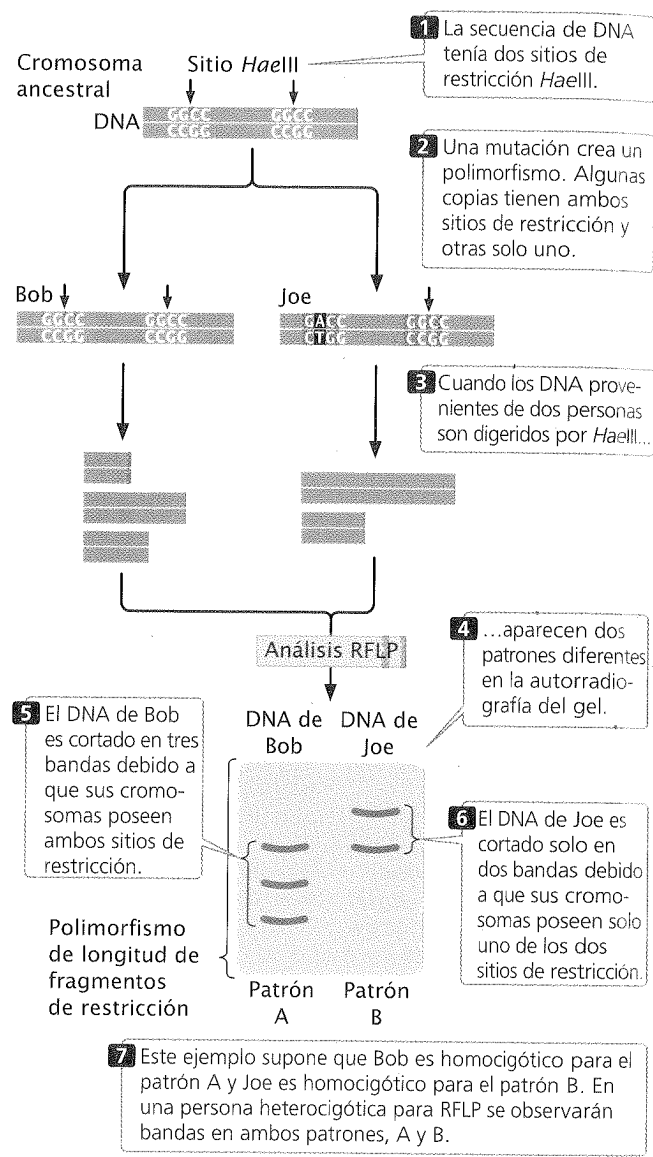 1 La secuencia de DNA
tenía dos sitios de
restricción HaeIII.
Cromosoma
ancestral
Sitio HaeIII
DNA
GGCC GGCC
CCGG CCGG
2 Una mutación crea un
polimorfismo. Algunas
copias tienen ambos
sitios de restricción y
otras solo uno.
Bob
GGCC GGCC
CCGG CCGG
Joe
GACC GGCC
CTGG CCGG
3 Cuando los DNA prove-
nientes de dos personas
son digeridos por HaeIII...
Análisis RFLP
4 ...aparecen dos
patrones diferentes
en la autorradio-
grafía del gel.
5 El DNA de Bob
es cortado en tres
bandas debido a
que sus cromo-
somas poseen
ambos sitios de
restricción.
DNA de
Bob
DNA de
Joe
6 El DNA de Joe es
cortado solo en
dos bandas debido
a que sus cromo-
somas poseen solo
uno de los dos
sitios de restricción.
Polimorfismo
de longitud de
fragmentos
de restricción
Patrón
A
Patrón
B
7 Este ejemplo supone que Bob es homocigótico para el
patrón A y Joe es homocigótico para el patrón B. En
una persona heterocigótica para RFLP se observarán
bandas en ambos patrones, A y B.